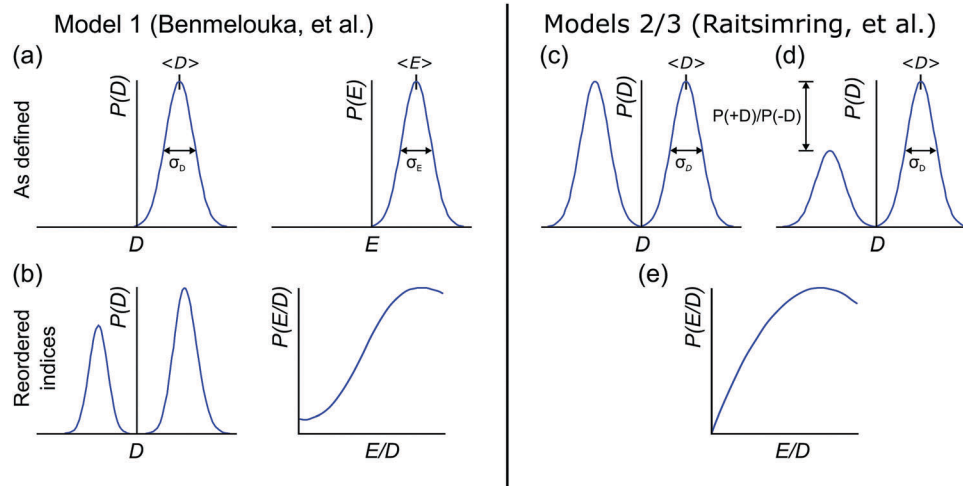 Model 1 (Benmelouka, et al.)
Models 2/3 (Raitsimring, et al.)
(a)
<D>
<E>
(c)
<D>
(d)
<D>
As defined
P(D)
P(E)
P(D)
P(+D)/P(-D)
P(D)
σD
σE
σD
σD
D
E
D
D
(b)
(e)
Reordered
indices
P(D)
P(E/D)
P(E/D)
D
E/D
E/D